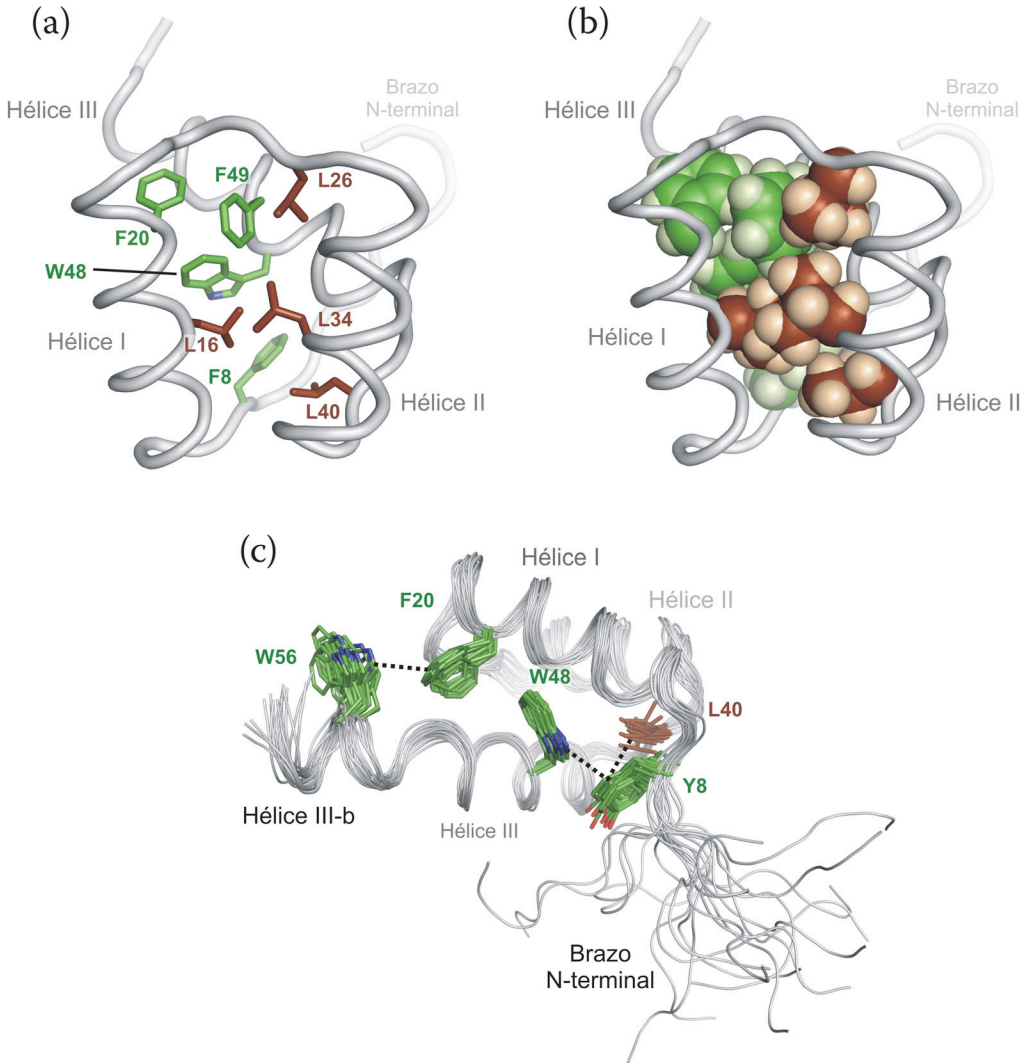 (a)
Hélice III
Brazo
N-terminal
F49
L26
F20
W48
Hélice I
L16
L34
F8
L40
Hélice II
(b)
Hélice III
Brazo
N-terminal
Hélice I
Hélice II
(c)
Hélice I
F20
Hélice II
W56
W48
L40
Y8
Hélice III-b
Hélice III
Brazo
N-terminal